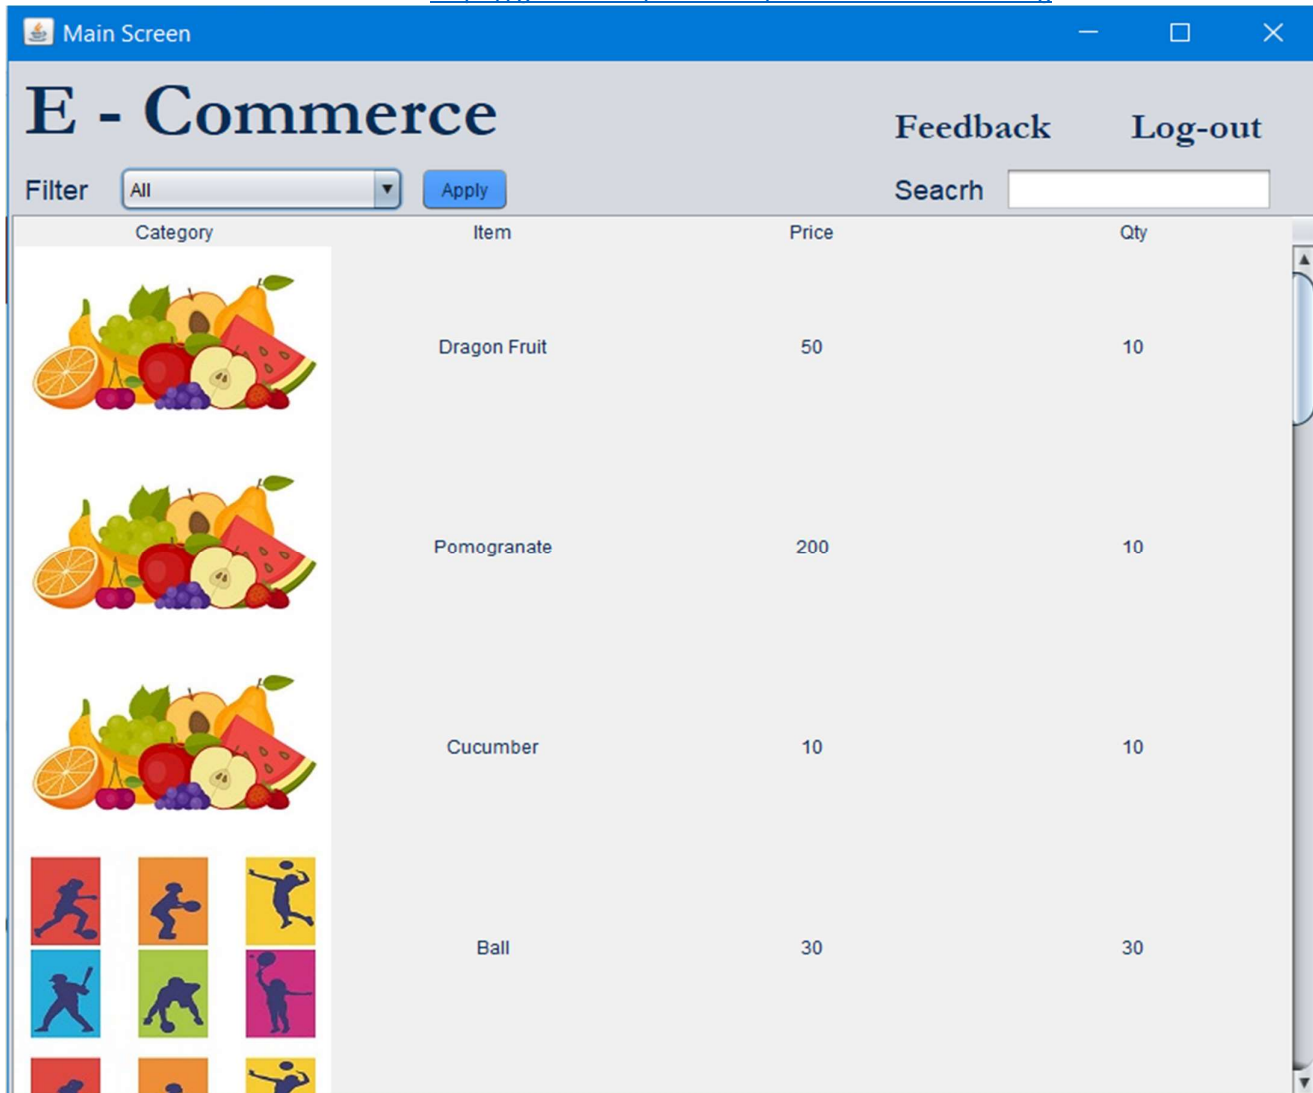 Main Screen
E - Commerce
Feedback Log-out
Filter All Apply Seacrh
Category Item Price Qty
Dragon Fruit 50 10
Pomogranate 200 10
Cucumber 10 10
Ball 30 30